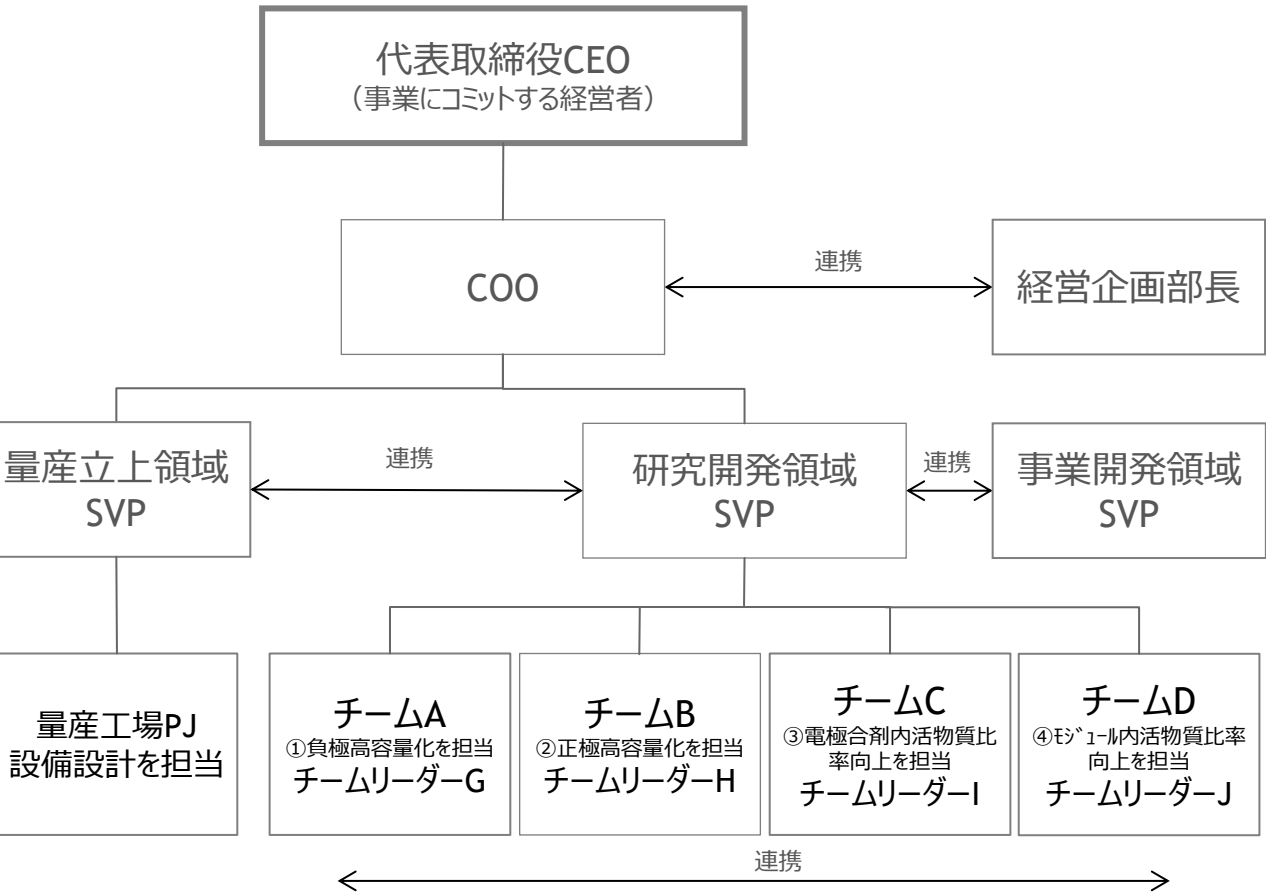 代表取締役CEO
（事業にコミットする経営者）
COO
連携
経営企画部長
量産立上領域
SVP
連携
研究開発領域
SVP
連携
事業開発領域
SVP
量産工場PJ
設備設計を担当
チームA
①負極高容量化を担当
チームリーダーG
チームB
②正極高容量化を担当
チームリーダーH
チームC
③電極合剤内活物質比
率向上を担当
チームリーダーI
チームD
④ﾓｼﾞｭｰﾙ内活物質比率
向上を担当
チームリーダーJ
連携